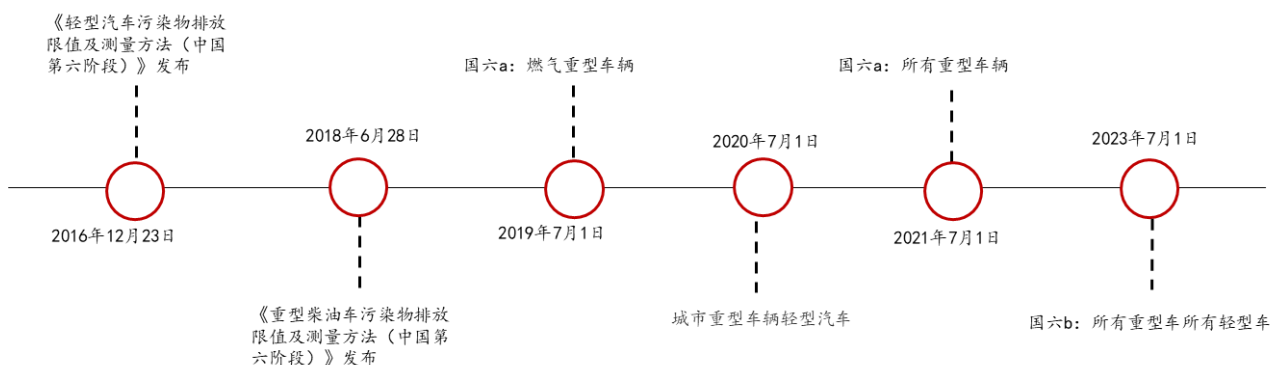 《轻型汽车污染物排放
限值及测量方法（中国
第六阶段）》发布
2016年12月23日
2018年6月28日
《重型柴油车污染物排放
限值及测量方法（中国第
六阶段）》发布
国六a：燃气重型车辆
2019年7月1日
2020年7月1日
城市重型车辆轻型汽车
国六a：所有重型车辆
2021年7月1日
2023年7月1日
国六b：所有重型车所有轻型车